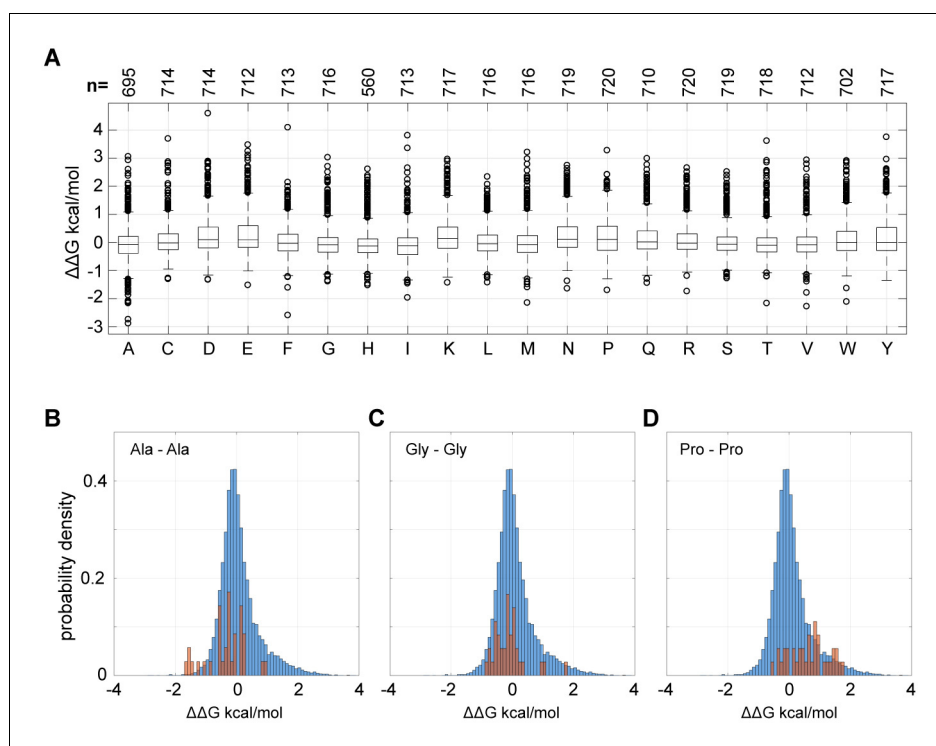 A
n= 695 714 714 712 713 716 560 713 717 716 716 719 720 710 720 719 718 712 702 717
ΔΔG kcal/mol
4
3
2
1
0
-1
-2
-3
A C D E F G H I K L M N P Q R S T V W Y
B C D
Ala - Ala Gly - Gly Pro - Pro
probability density
0.4
0.2
0
-4 -2 0 2 4 -2 0 2 4 -4 -2 0 2 4
ΔΔG kcal/mol ΔΔG kcal/mol ΔΔG kcal/mol